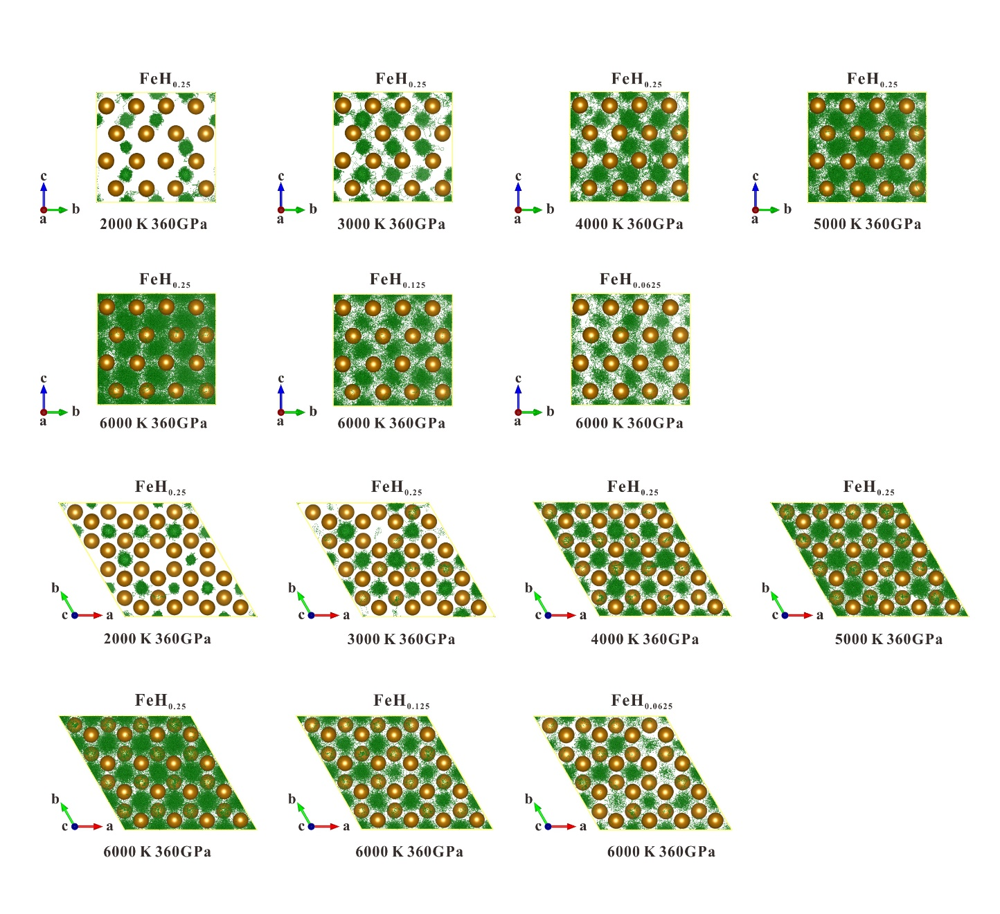 FeH0.25 FeH0.25 FeH0.25 FeH0.25
c c c c
b b b b
a a a a
2000 K 360GPa 3000 K 360GPa 4000 K 360GPa 5000 K 360GPa
FeH0.25 FeH0.125 FeH0.0625
c c c
b b b
a a a
6000 K 360GPa 6000 K 360GPa 6000 K 360GPa
FeH0.25 FeH0.25 FeH0.25 FeH0.25
b b b b
c a c a c a c a
2000 K 360GPa 3000 K 360GPa 4000 K 360GPa 5000 K 360GPa
FeH0.25 FeH0.125 FeH0.0625
b b b
c a c a c a
6000 K 360GPa 6000 K 360GPa 6000 K 360GPa